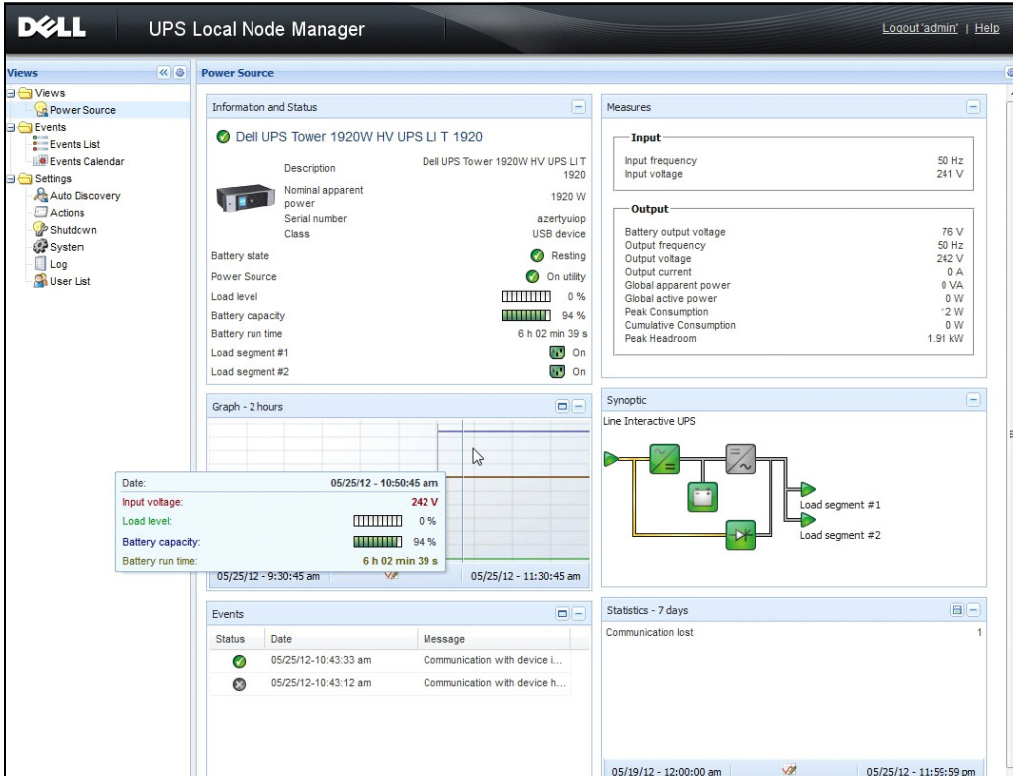 DELL UPS Local Node Manager Logout 'admin' | Help
Views
Views
Power Source
Events
Events List
Events Calendar
Settings
Auto Discovery
Actions
Shutdown
System
Log
User List
Power Source
Informaton and Status
Dell UPS Tower 1920W HV UPS LI T 1920
Description Dell UPS Tower 1920W HV UPS LI T
1920
Nominal apparent
power 1920 W
Serial number azertyuiop
Class USB device
Battery state Resting
Power Source On utility
Load level 0 %
Battery capacity 94 %
Battery run time 6 h 02 min 39 s
Load segment #1 On
Load segment #2 On
Measures
Input
Input frequency 50 Hz
Input voltage 241 V
Output
Battery output voltage 76 V
Output frequency 50 Hz
Output voltage 242 V
Output current 0 A
Global apparent power 0 VA
Global active power 0 W
Peak Consumption W
Cumulative Consumption 0 W
Peak Headroom 1.91 kW
Graph - 2 hours
Date: 05/25/12 - 10:50:45 am
Input voltage: 242 V
Load level: 0 %
Battery capacity: 94 %
Battery run time: 6 h 02 min 39 s
05/25/12 - 9:30:45 am 05/25/12 - 11:30:45 am
Synoptic
Line Interactive UPS
Load segment #1
Load segment #2
Events
Status Date Message
05/25/12-10:43:33 am Communication with device i...
05/25/12-10:43:12 am Communication with device h...
Statistics - 7 days
Communication lost 1
05/19/12 - 12:00:00 am 05/25/12 - 11:59:59 pm